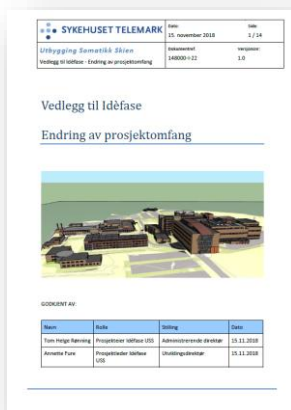 SYKEHUSET TELEMARK
Dato:
15. november 2018
Side:
1 / 14
Utbygging Somatikk Skien
Vedlegg til Idéfase - Endring av prosjektomfang
Dokumentref:
148000-I-22
Versjonsnr:
1.0
Vedlegg til Idèfase
Endring av prosjektomfang
GODKJENT AV:
Navn Rolle Stilling Dato
Tom Helge Rønning Prosjekteier Idéfase USS Administrerende direktør 15.11.2018
Annette Fure Prosjektleder Idéfase Utviklingsdirektør 15.11.2018
USS